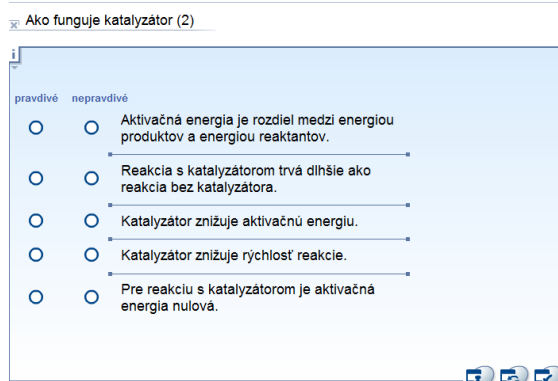 Ako funguje katalyzátor (2)
i
pravdivé nepravdivé
Aktivačná energia je rozdiel medzi energiou
produktov a energiou reaktantov.
Reakcia s katalyzátorom trvá dlhšie ako
reakcia bez katalyzátora.
Katalyzátor znižuje aktivačnú energiu.
Katalyzátor znižuje rýchlosť reakcie.
Pre reakciu s katalyzátorom je aktivačná
energia nulová.